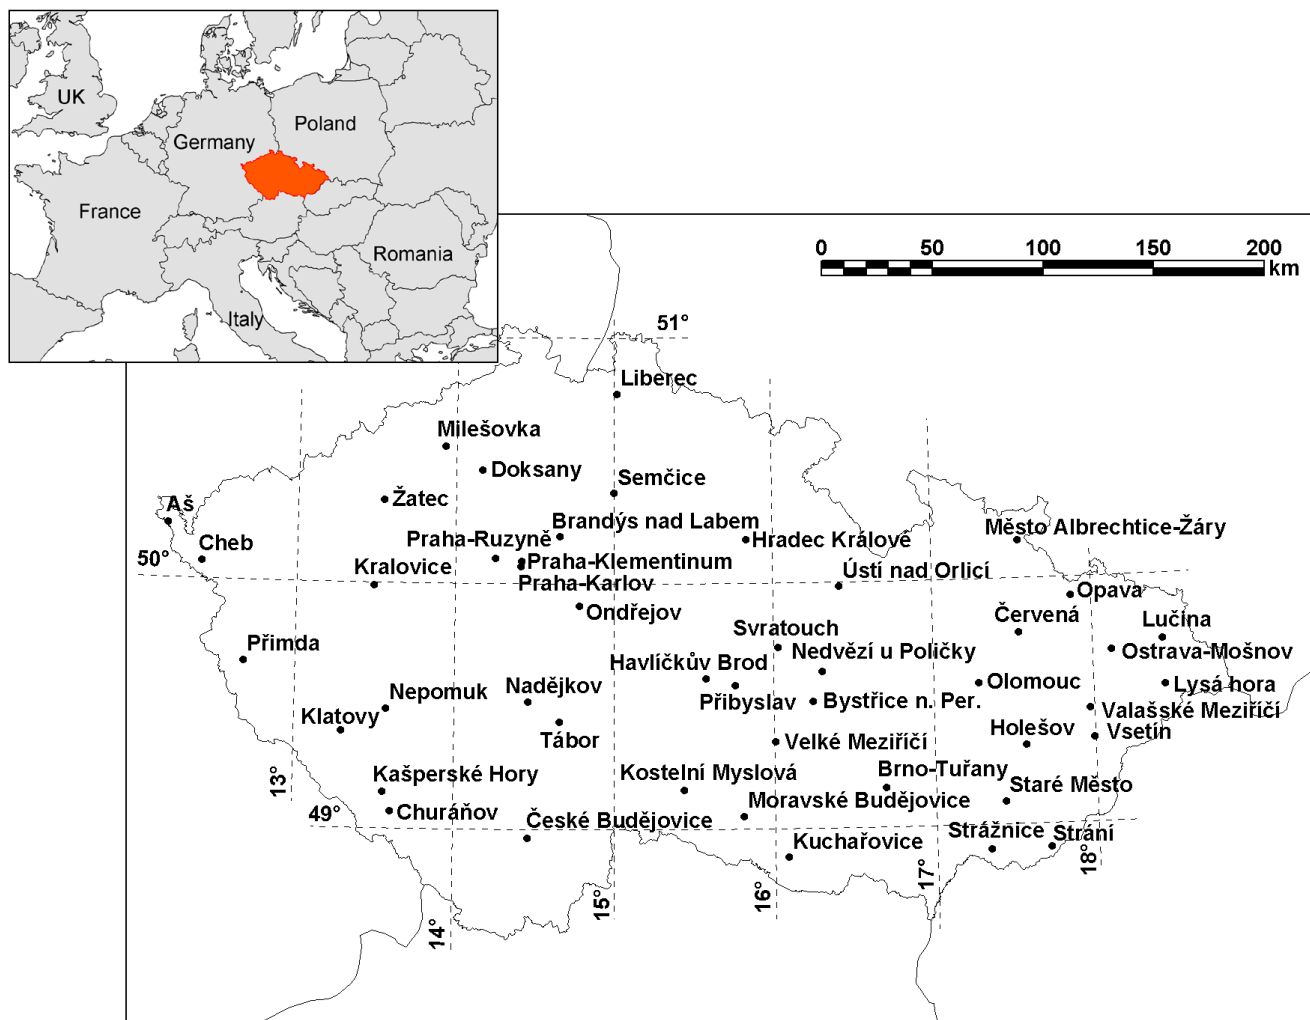 UK
Poland
Germany
France
Romania
Italy
0 50 100 150 200
km
51°
Liberec
Milešovka
Doksany
Semčice
Žatec
Aš
Brandýs nad Labem
Město Albrechtice-Žáry
Cheb
Praha-Ruzyně
Hradec Králové
50°
Praha-Klementinum
Kralovice
Ústí nad Orlicí
Praha-Karlov
Opava
Ondřejov
Červená
Lučina
Svratouch
Přimda
Nedvězí u Poličky
Ostrava-Mošnov
Havlíčkův Brod
Olomouc
Lysá hora
Nepomuk
Nadějkov
Přibyslav
Bystřice n. Per.
Valašské Meziříčí
Klatovy
Holešov
Vsetín
Tábor
Velké Meziříčí
Kašperské Hory
Kostelní Myslová
Brno-Tuřany
13°
Staré Město
Moravské Budějovice
Churáňov
49°
České Budějovice
Strážnice
Strání
Kuchařovice
18°
17°
16°
15°
14°